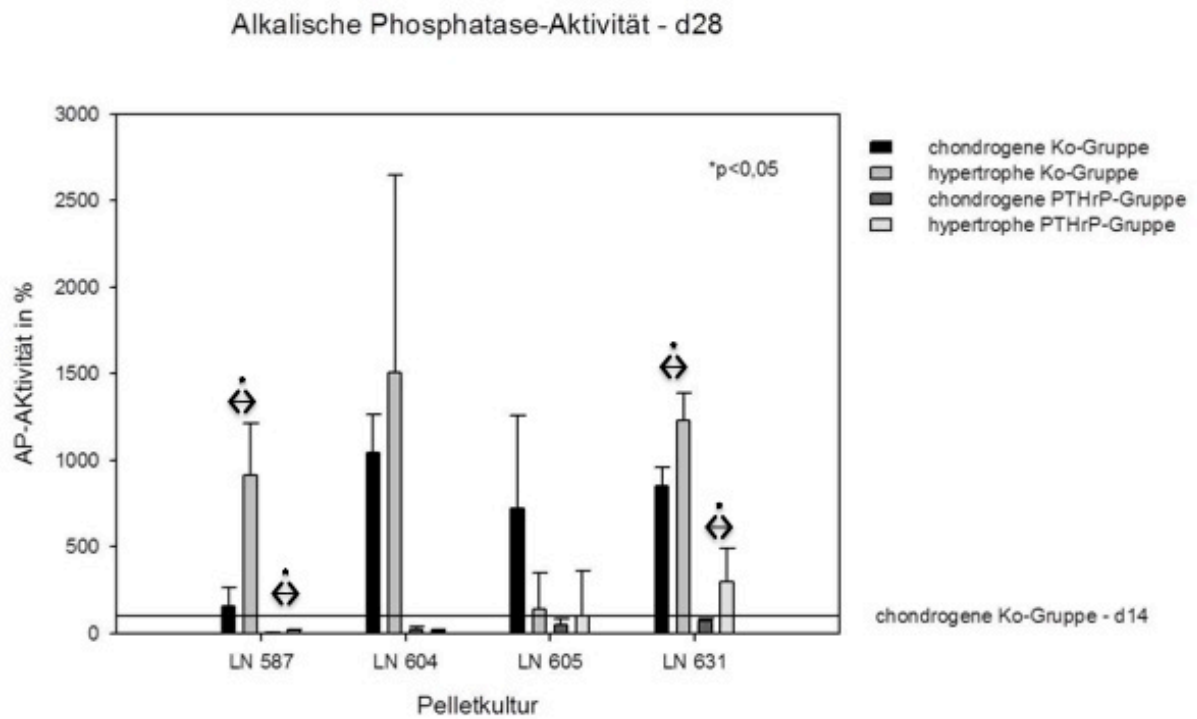 Alkalische Phosphatase-Aktivität - d28
3000
2500
2000
1500
1000
500
0
AP-AKtivität in %
*p<0,05
*
*
*
*
chondrogene Ko-Gruppe
hypertrophe Ko-Gruppe
chondrogene PTHrP-Gruppe
hypertrophe PTHrP-Gruppe
chondrogene Ko-Gruppe - d14
LN 587 LN 604 LN 605 LN 631
Pelletkultur